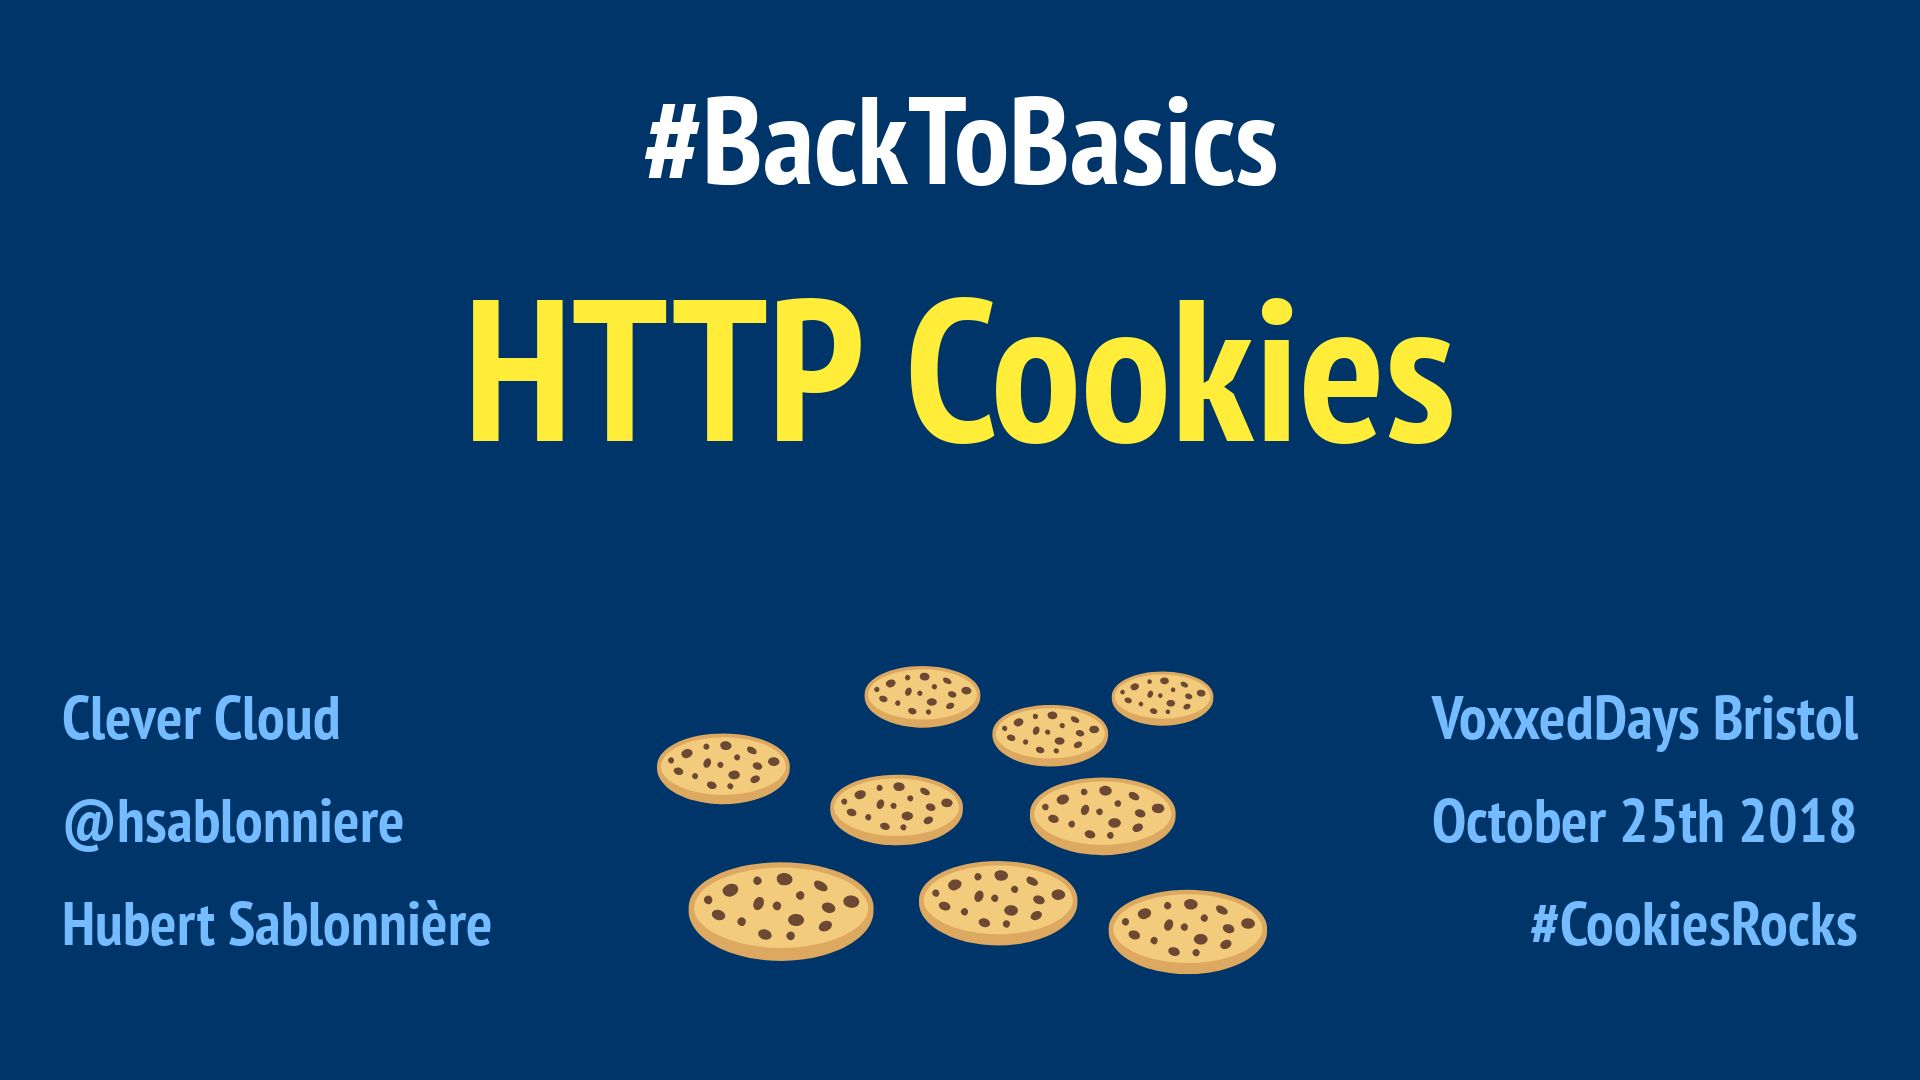 #BackToBasics
HTTP Cookies
Clever Cloud
@hsablonniere
Hubert Sablonnière
VoxxedDays Bristol
October 25th 2018
#CookiesRocks